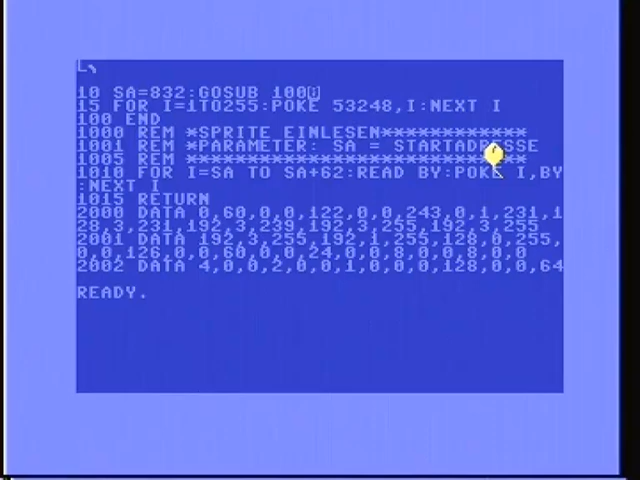 10 SA=832:GOSUB 1000
15 FOR I=1TO255:POKE 53248,I:NEXT I
100 END
1000 REM *SPRITE EINLESEN************
1001 REM *PARAMETER: SA = STARTADRESSE
1005 REM ****************************
1010 FOR I=SA TO SA+62:READ BY:POKE I,BY
:NEXT I
1015 RETURN
2000 DATA 0,60,0,0,122,0,0,243,0,1,231,1
28,3,231,192,3,239,192,3,255,192,3,255
2001 DATA 192,3,255,192,1,255,128,0,255,
0,0,126,0,0,60,0,0,24,0,0,8,0,0,8,0,0
2002 DATA 4,0,0,2,0,0,1,0,0,0,128,0,0,64
READY.